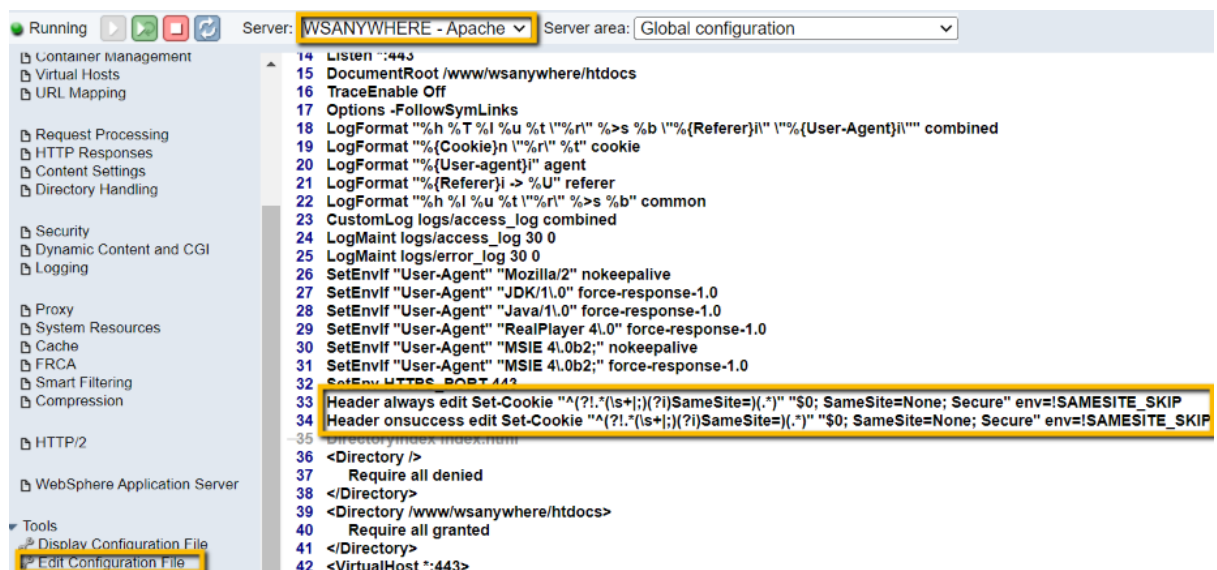 Running Server: WSANYWHERE - Apache Server area: Global configuration
Container Management
Virtual Hosts
URL Mapping
Request Processing
HTTP Responses
Content Settings
Directory Handling
Security
Dynamic Content and CGI
Logging
Proxy
System Resources
Cache
FRCA
Smart Filtering
Compression
HTTP/2
WebSphere Application Server
Tools
Display Configuration File
Edit Configuration File
14 Listen *:443
15 DocumentRoot /www/wsanywhere/htdocs
16 TraceEnable Off
17 Options -FollowSymLinks
18 LogFormat "%h %T %l %u %t \"%r\" %>s %b \"%{Referer}i\" \"%{User-Agent}i\"" combined
19 LogFormat "%{Cookie}n \"%r\" %t" cookie
20 LogFormat "%{User-agent}i" agent
21 LogFormat "%{Referer}i -> %U" referer
22 LogFormat "%h %l %u %t \"%r\" %>s %b" common
23 CustomLog logs/access_log combined
24 LogMaint logs/access_log 30 0
25 LogMaint logs/error_log 30 0
26 SetEnvIf "User-Agent" "Mozilla/2" nokeepalive
27 SetEnvIf "User-Agent" "JDK/1\.0" force-response-1.0
28 SetEnvIf "User-Agent" "Java/1\.0" force-response-1.0
29 SetEnvIf "User-Agent" "RealPlayer 4\.0" force-response-1.0
30 SetEnvIf "User-Agent" "MSIE 4\.0b2;" nokeepalive
31 SetEnvIf "User-Agent" "MSIE 4\.0b2;" force-response-1.0
32 SetEnv HTTPS_PORT 443
33 Header always edit Set-Cookie "^(?!.*(\s+|;)(?i)SameSite=)(.*)" "$0; SameSite=None; Secure" env=!SAMESITE_SKIP
34 Header onsuccess edit Set-Cookie "^(?!.*(\s+|;)(?i)SameSite=)(.*)" "$0; SameSite=None; Secure" env=!SAMESITE_SKIP
35 DirectoryIndex index.html
36 <Directory />
37 Require all denied
38 </Directory>
39 <Directory /www/wsanywhere/htdocs>
40 Require all granted
41 </Directory>
42 <VirtualHost *:443>